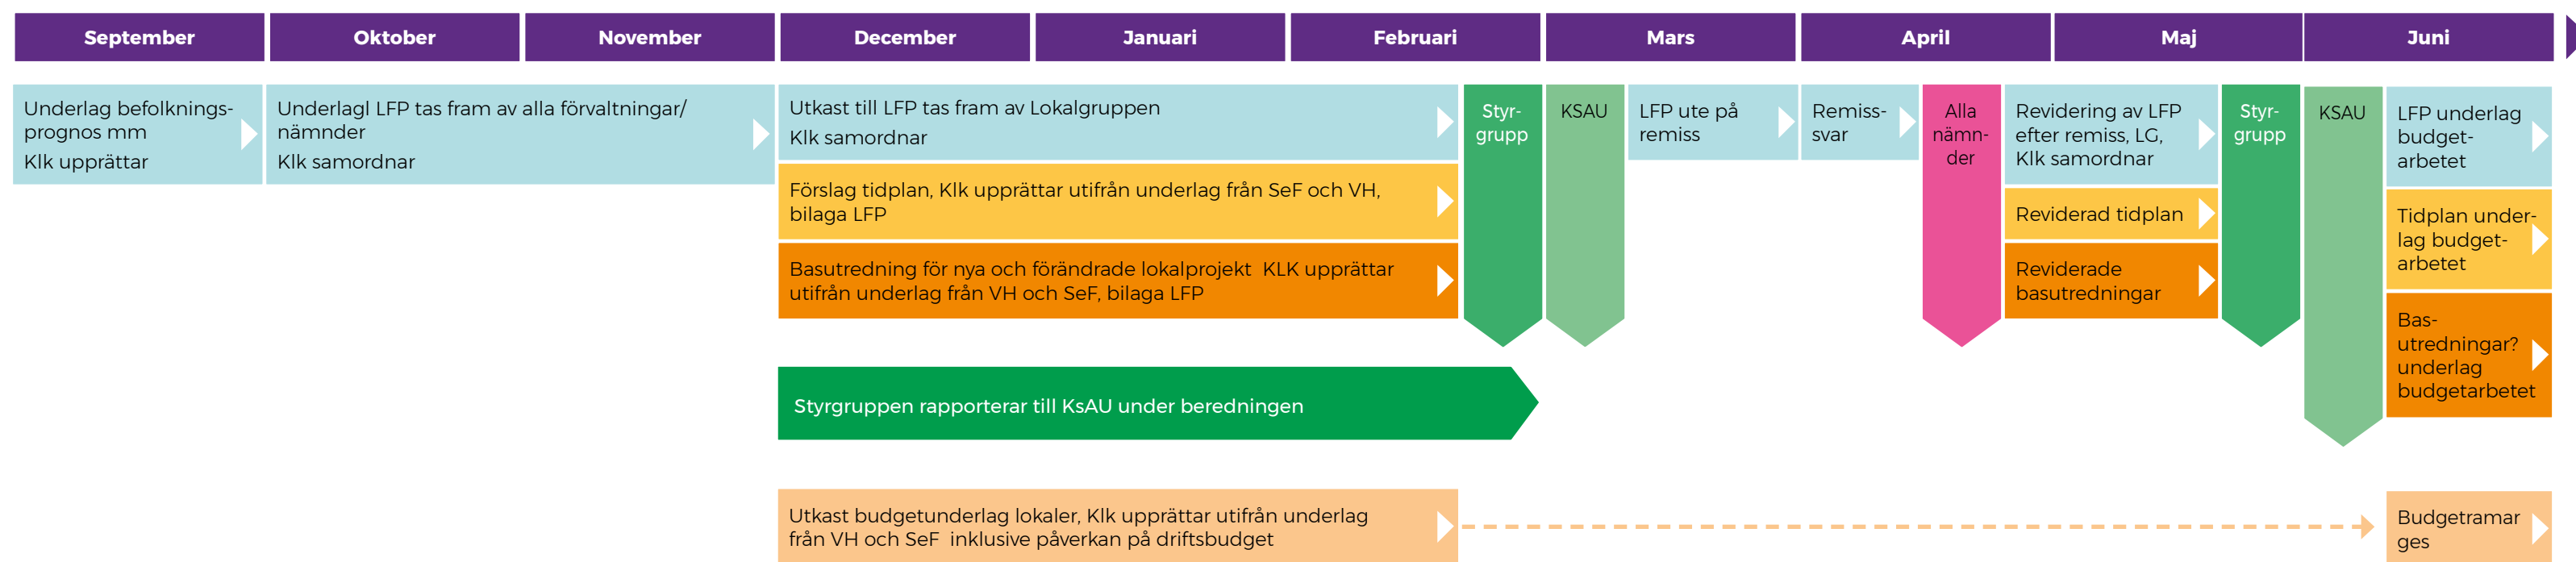 September
Oktober
November
December
Januari
Februari
Mars
April
Maj
Juni
Underlag befolknings-
prognos mm
Klk upprättar
Underlagl LFP tas fram av alla förvaltningar/
nämnder
Klk samordnar
Utkast till LFP tas fram av Lokalgruppen
Klk samordnar
Förslag tidplan, Klk upprättar utifrån underlag från SeF och VH,
bilaga LFP
Basutredning för nya och förändrade lokalprojekt  KLK upprättar
utifrån underlag från VH och SeF, bilaga LFP
Styr-
grupp
KSAU
LFP ute på
remiss
Remiss-
svar
Alla
nämn-
der
Revidering av LFP
efter remiss, LG,
Klk samordnar
Reviderad tidplan
Reviderade
basutredningar
Styr-
grupp
KSAU
LFP underlag
budget-
arbetet
Tidplan under-
lag budget-
arbetet
Bas-
utredningar?
underlag
budgetarbetet
Styrgruppen rapporterar till KsAU under beredningen
Utkast budgetunderlag lokaler, Klk upprättar utifrån underlag
från VH och SeF  inklusive påverkan på driftsbudget
Budgetramar
ges